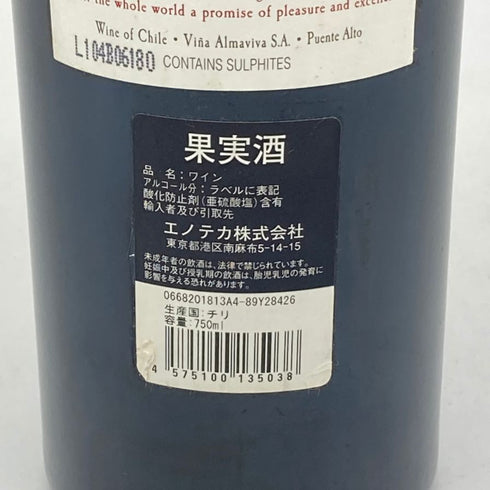 the whole world a promise of pleasure and
Wine of Chile • Viña Almaviva S.A. • Puente Alto
L104B06180 CONTAINS SULPHITES
果実酒
品 名：ワイン
アルコール分：ラベルに表記
酸化防止剤（亜硫酸塩）含有
輸入者及び引取先
エノテカ株式会社
東京都港区南麻布5-14-15
未成年者の飲酒は、法律で禁じられています。
妊娠中及び授乳期の飲酒は、胎児乳児の発育に
影響を与える恐れがあります。
0668201813A4-89Y28426
生産国：チリ
容量：750ml
4 575100 135038